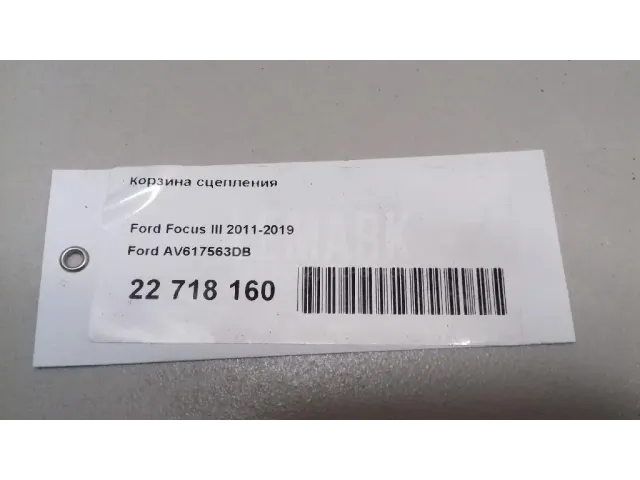 Корзина сцепления
Ford Focus III 2011-2019
Ford AV617563DB
22 718 160